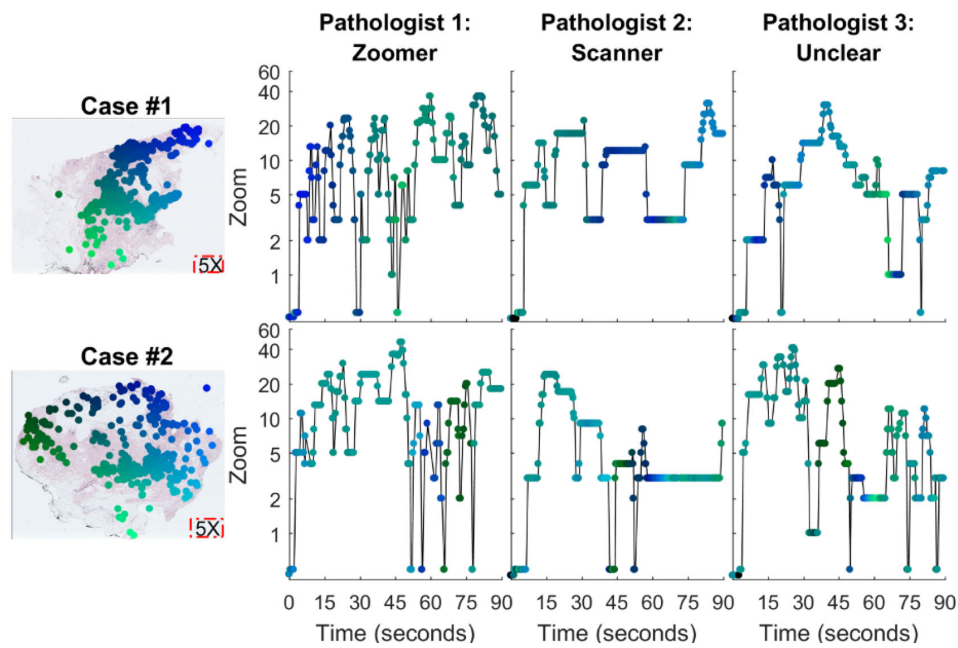 Pathologist 1:
Zoomer
Pathologist 2:
Scanner
Pathologist 3:
Unclear
Case #1
5X
Zoom
60
40
20
10
5
2
1
Case #2
5X
Zoom
60
40
20
10
5
2
1
0 15 30 45 60 75 90
15 30 45 60 75 90
15 30 45 60 75 90
Time (seconds)
Time (seconds)
Time (seconds)